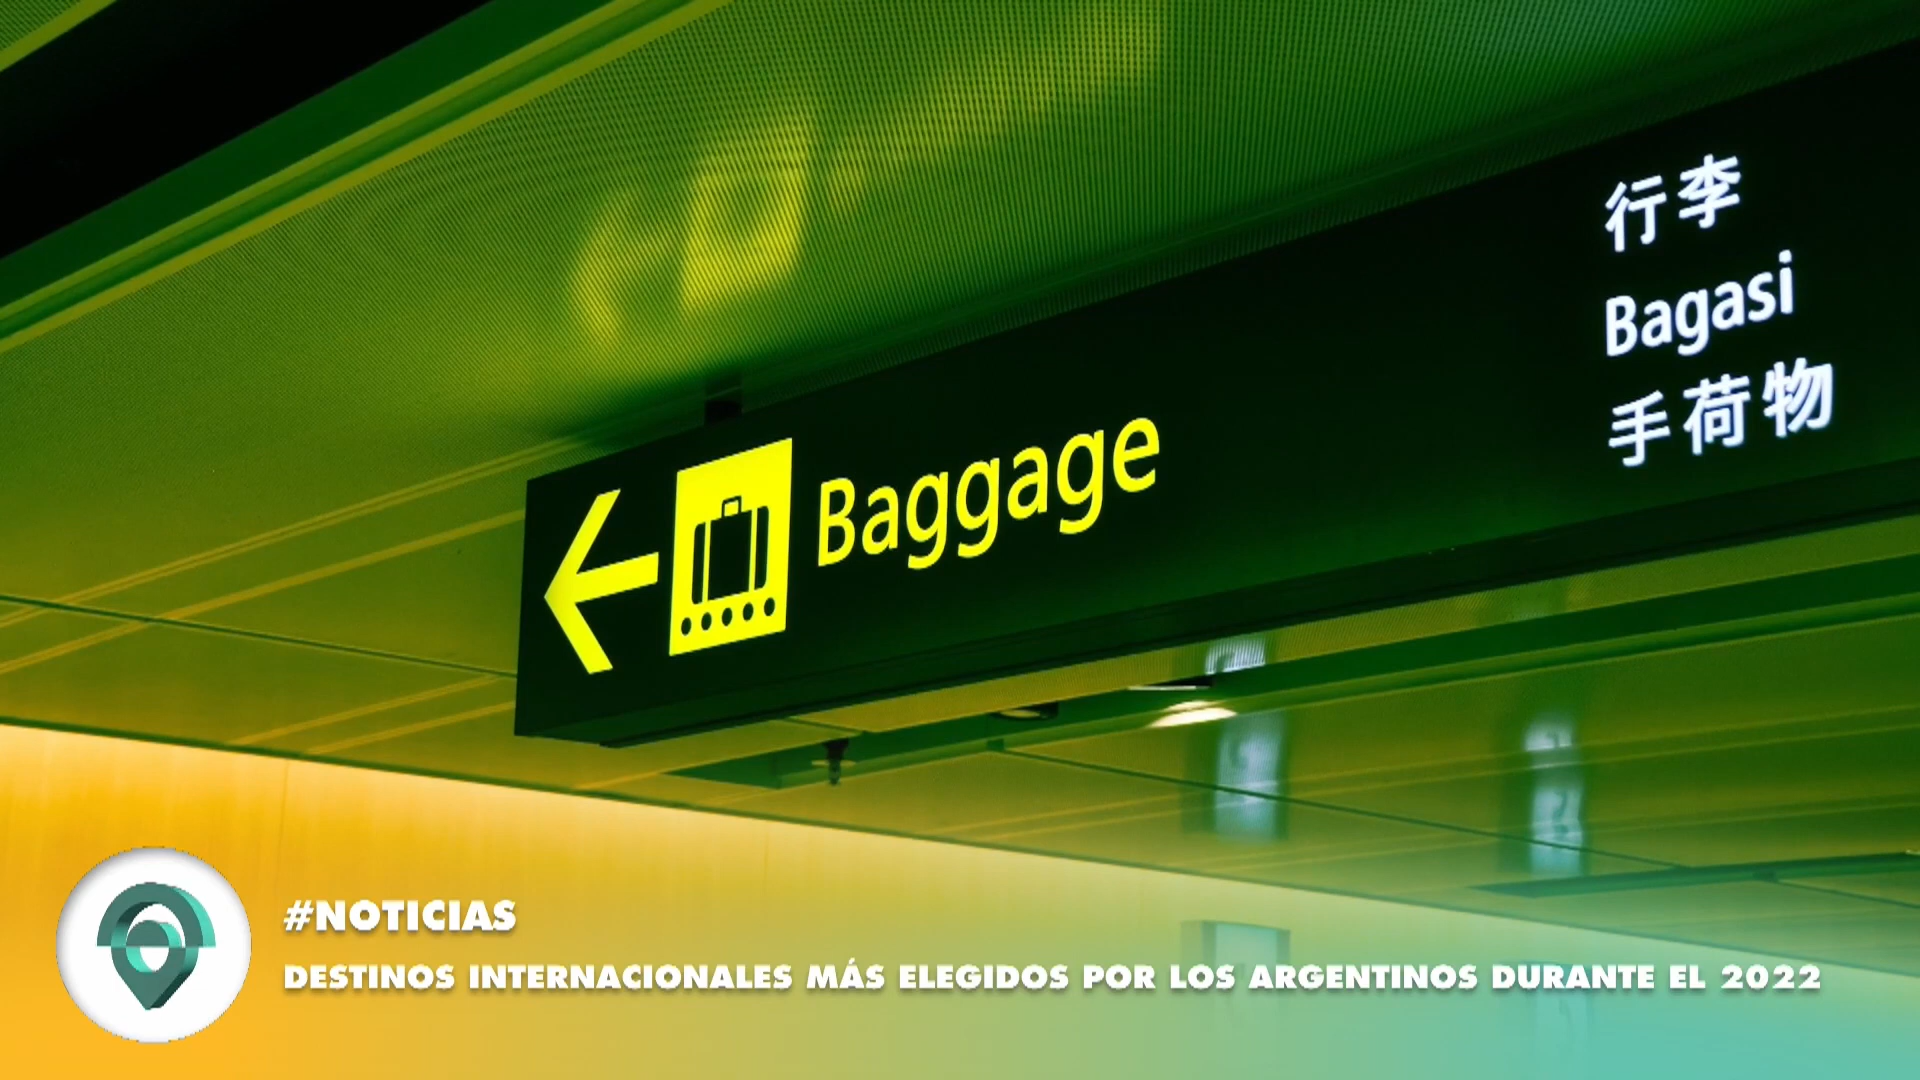 行李
Bagasi
手荷物
Baggage
#NOTICIAS
DESTINOS INTERNACIONALES MÁS ELEGIDOS POR LOS ARGENTINOS DURANTE EL 2022